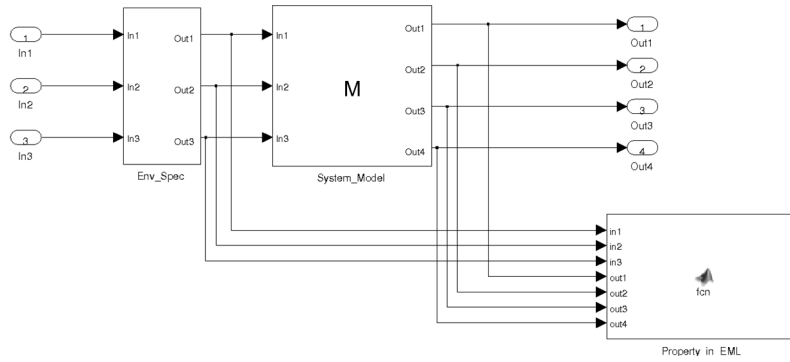 1
In1
2
In2
3
In3
In1
In2
In3
Out1
Out2
Out3
Env_Spec
In1
In2
In3
M
Out1
Out2
Out3
Out4
System_Model
1
Out1
2
Out2
3
Out3
4
Out4
in1
in2
in3
out1
out2
out3
out4
fcn
Property in EML